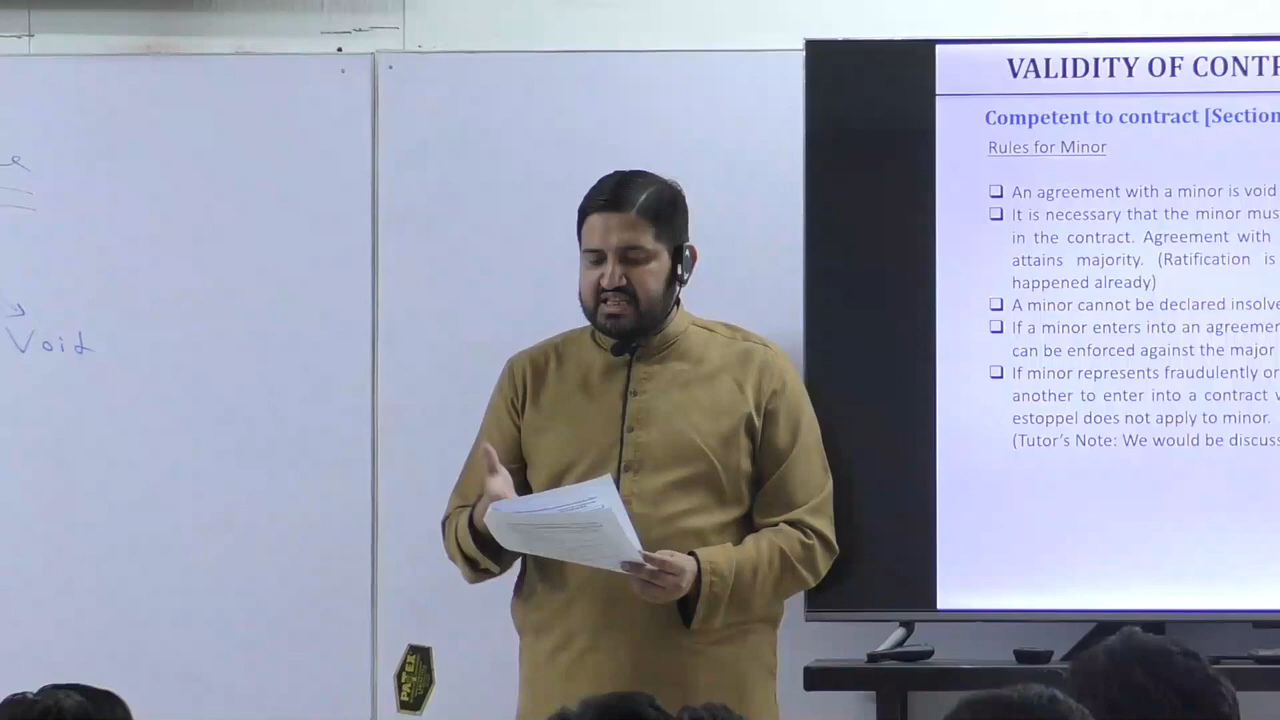 Void
PATEX
VALIDITY OF CONTR
Competent to contract [Section
Rules for Minor
❑ An agreement with a minor is void
❑ It is necessary that the minor mus
in the contract. Agreement with
attains majority. (Ratification is
happened already)
❑ A minor cannot be declared insolve
❑ If a minor enters into an agreemen
can be enforced against the major
❑ If minor represents fraudulently or
another to enter into a contract w
estoppel does not apply to minor.
(Tutor's Note: We would be discuss